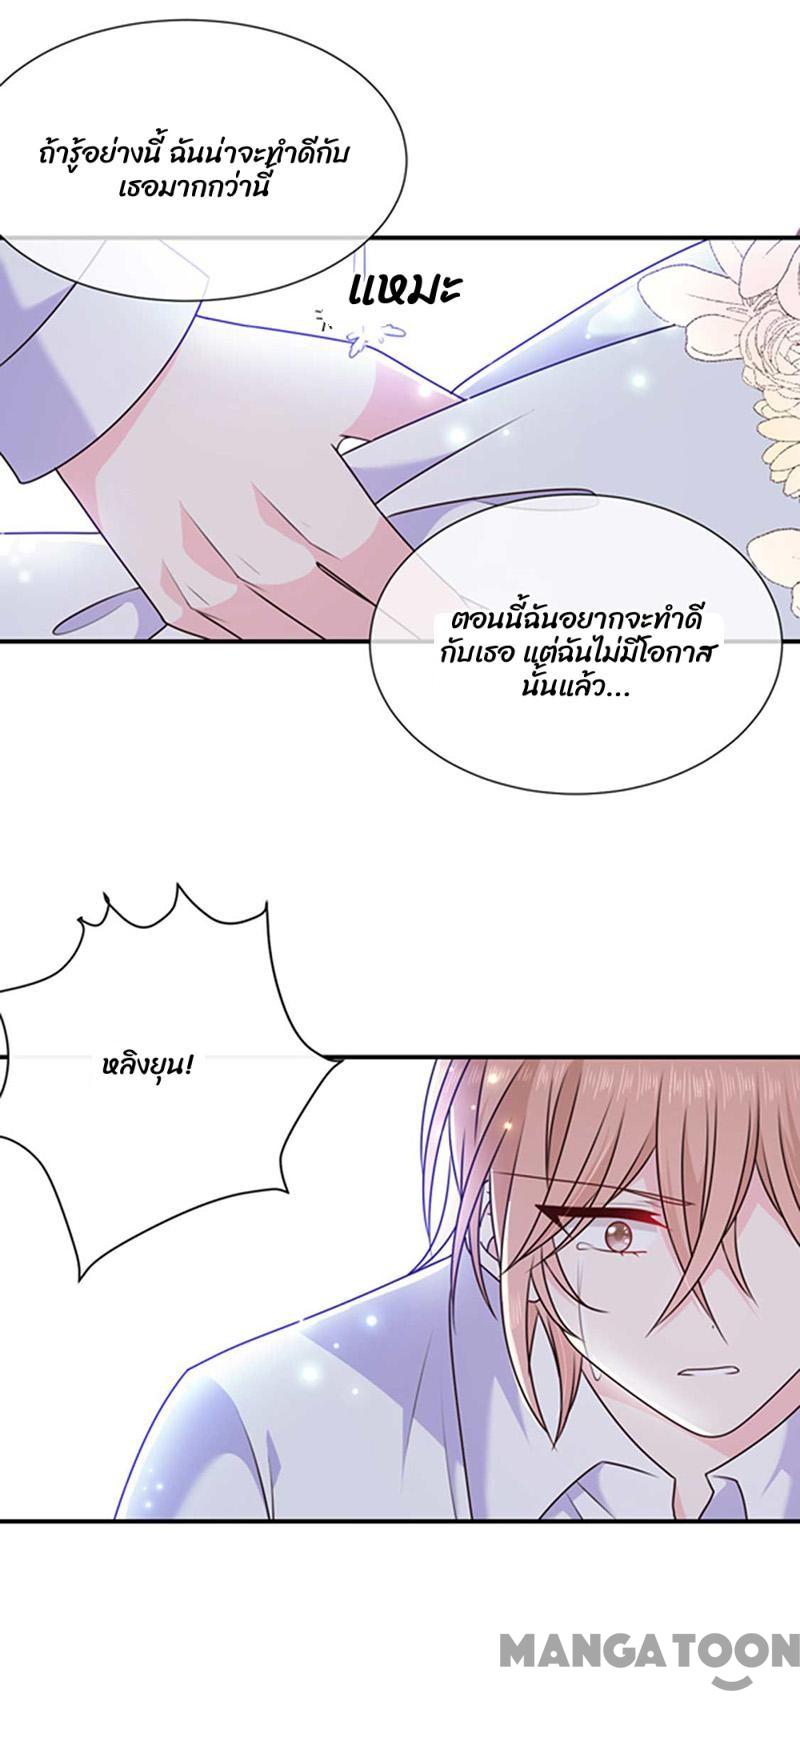 ถ้ารู้อย่างนี้ ฉันน่าจะทำดีกับ
เธอมากกว่านี้
แหมะ
ตอนนี้ฉันอยากจะทำดี
กับเธอ แต่ฉันไม่มีโอกาส
นั้นแล้ว...
หลิงยุน!
MANGATOON